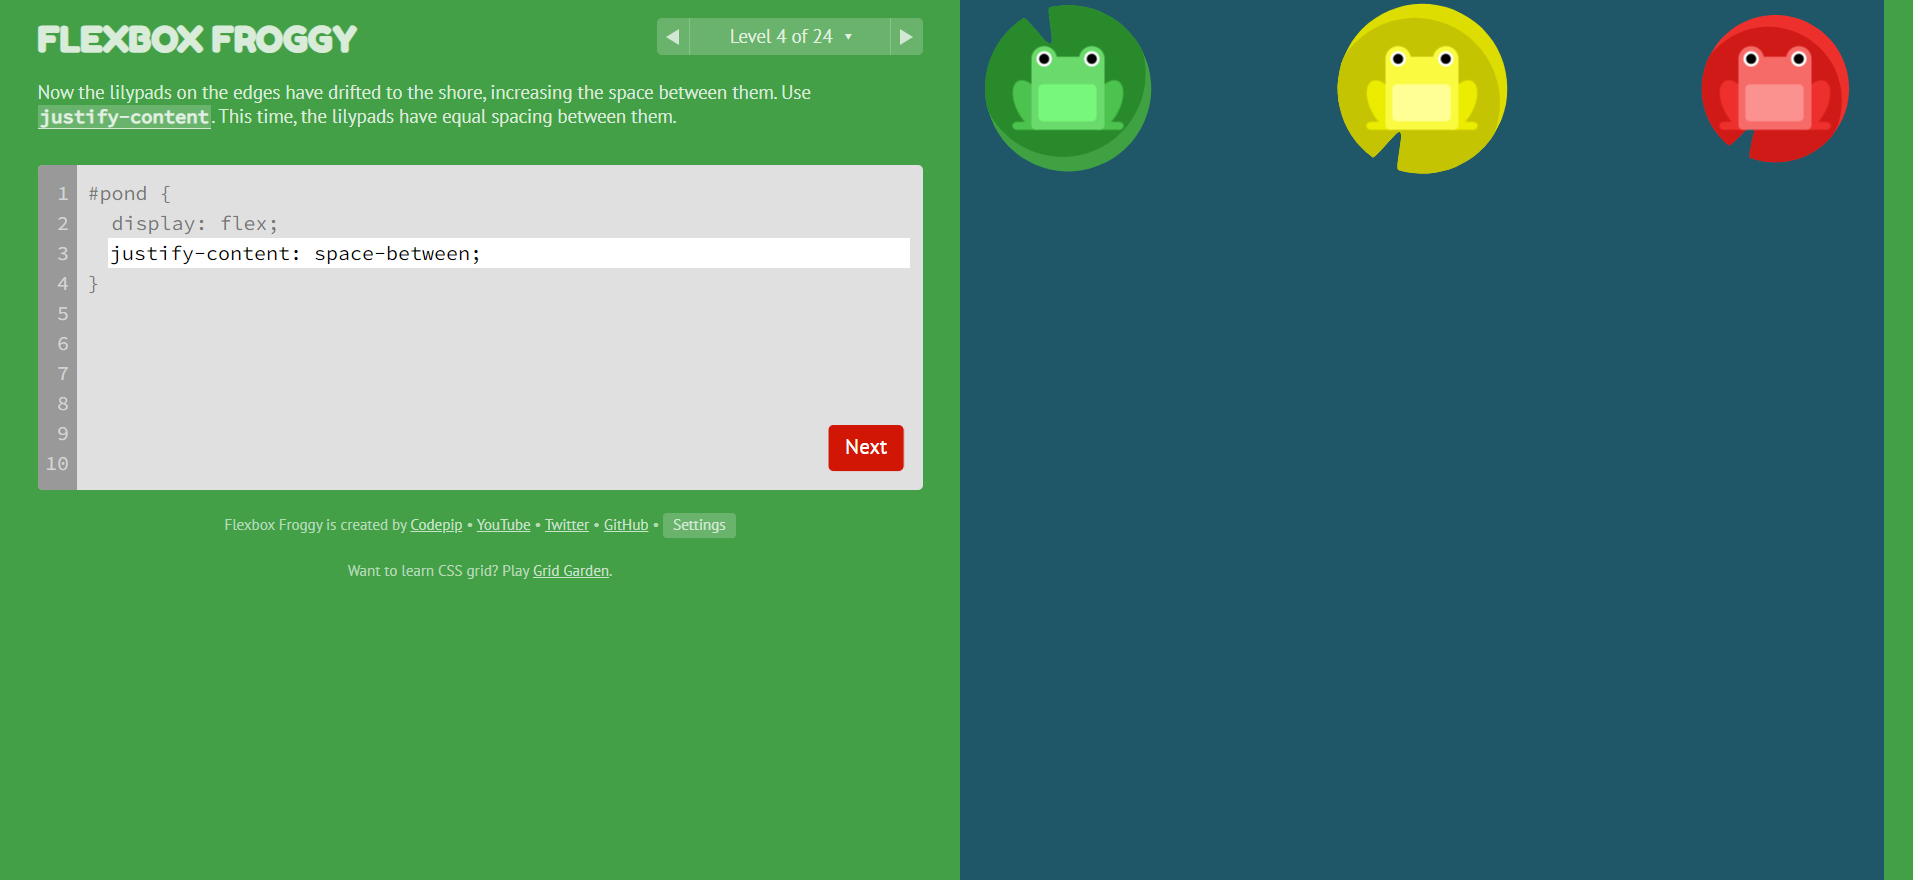 FLEXBOX FROGGY
Level 4 of 24
Now the lilypads on the edges have drifted to the shore, increasing the space between them. Use
justify-content. This time, the lilypads have equal spacing between them.
1 #pond {
2 display: flex;
3 justify-content: space-between;
4 }
5
6
7
8
9
10
Next
Flexbox Froggy is created by Codepip • YouTube • Twitter • GitHub • Settings
Want to learn CSS grid? Play Grid Garden.